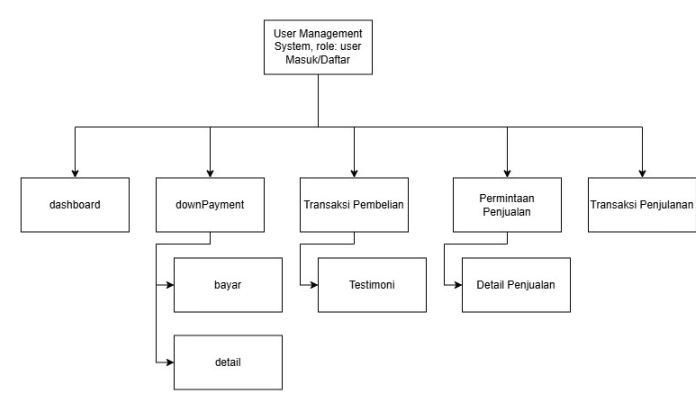 User Management
System, role: user
Masuk/Daftar
dashboard
downPayment
Transaksi Pembelian
Permintaan
Penjualan
Transaksi Penjulanan
bayar
Testimoni
Detail Penjualan
detail